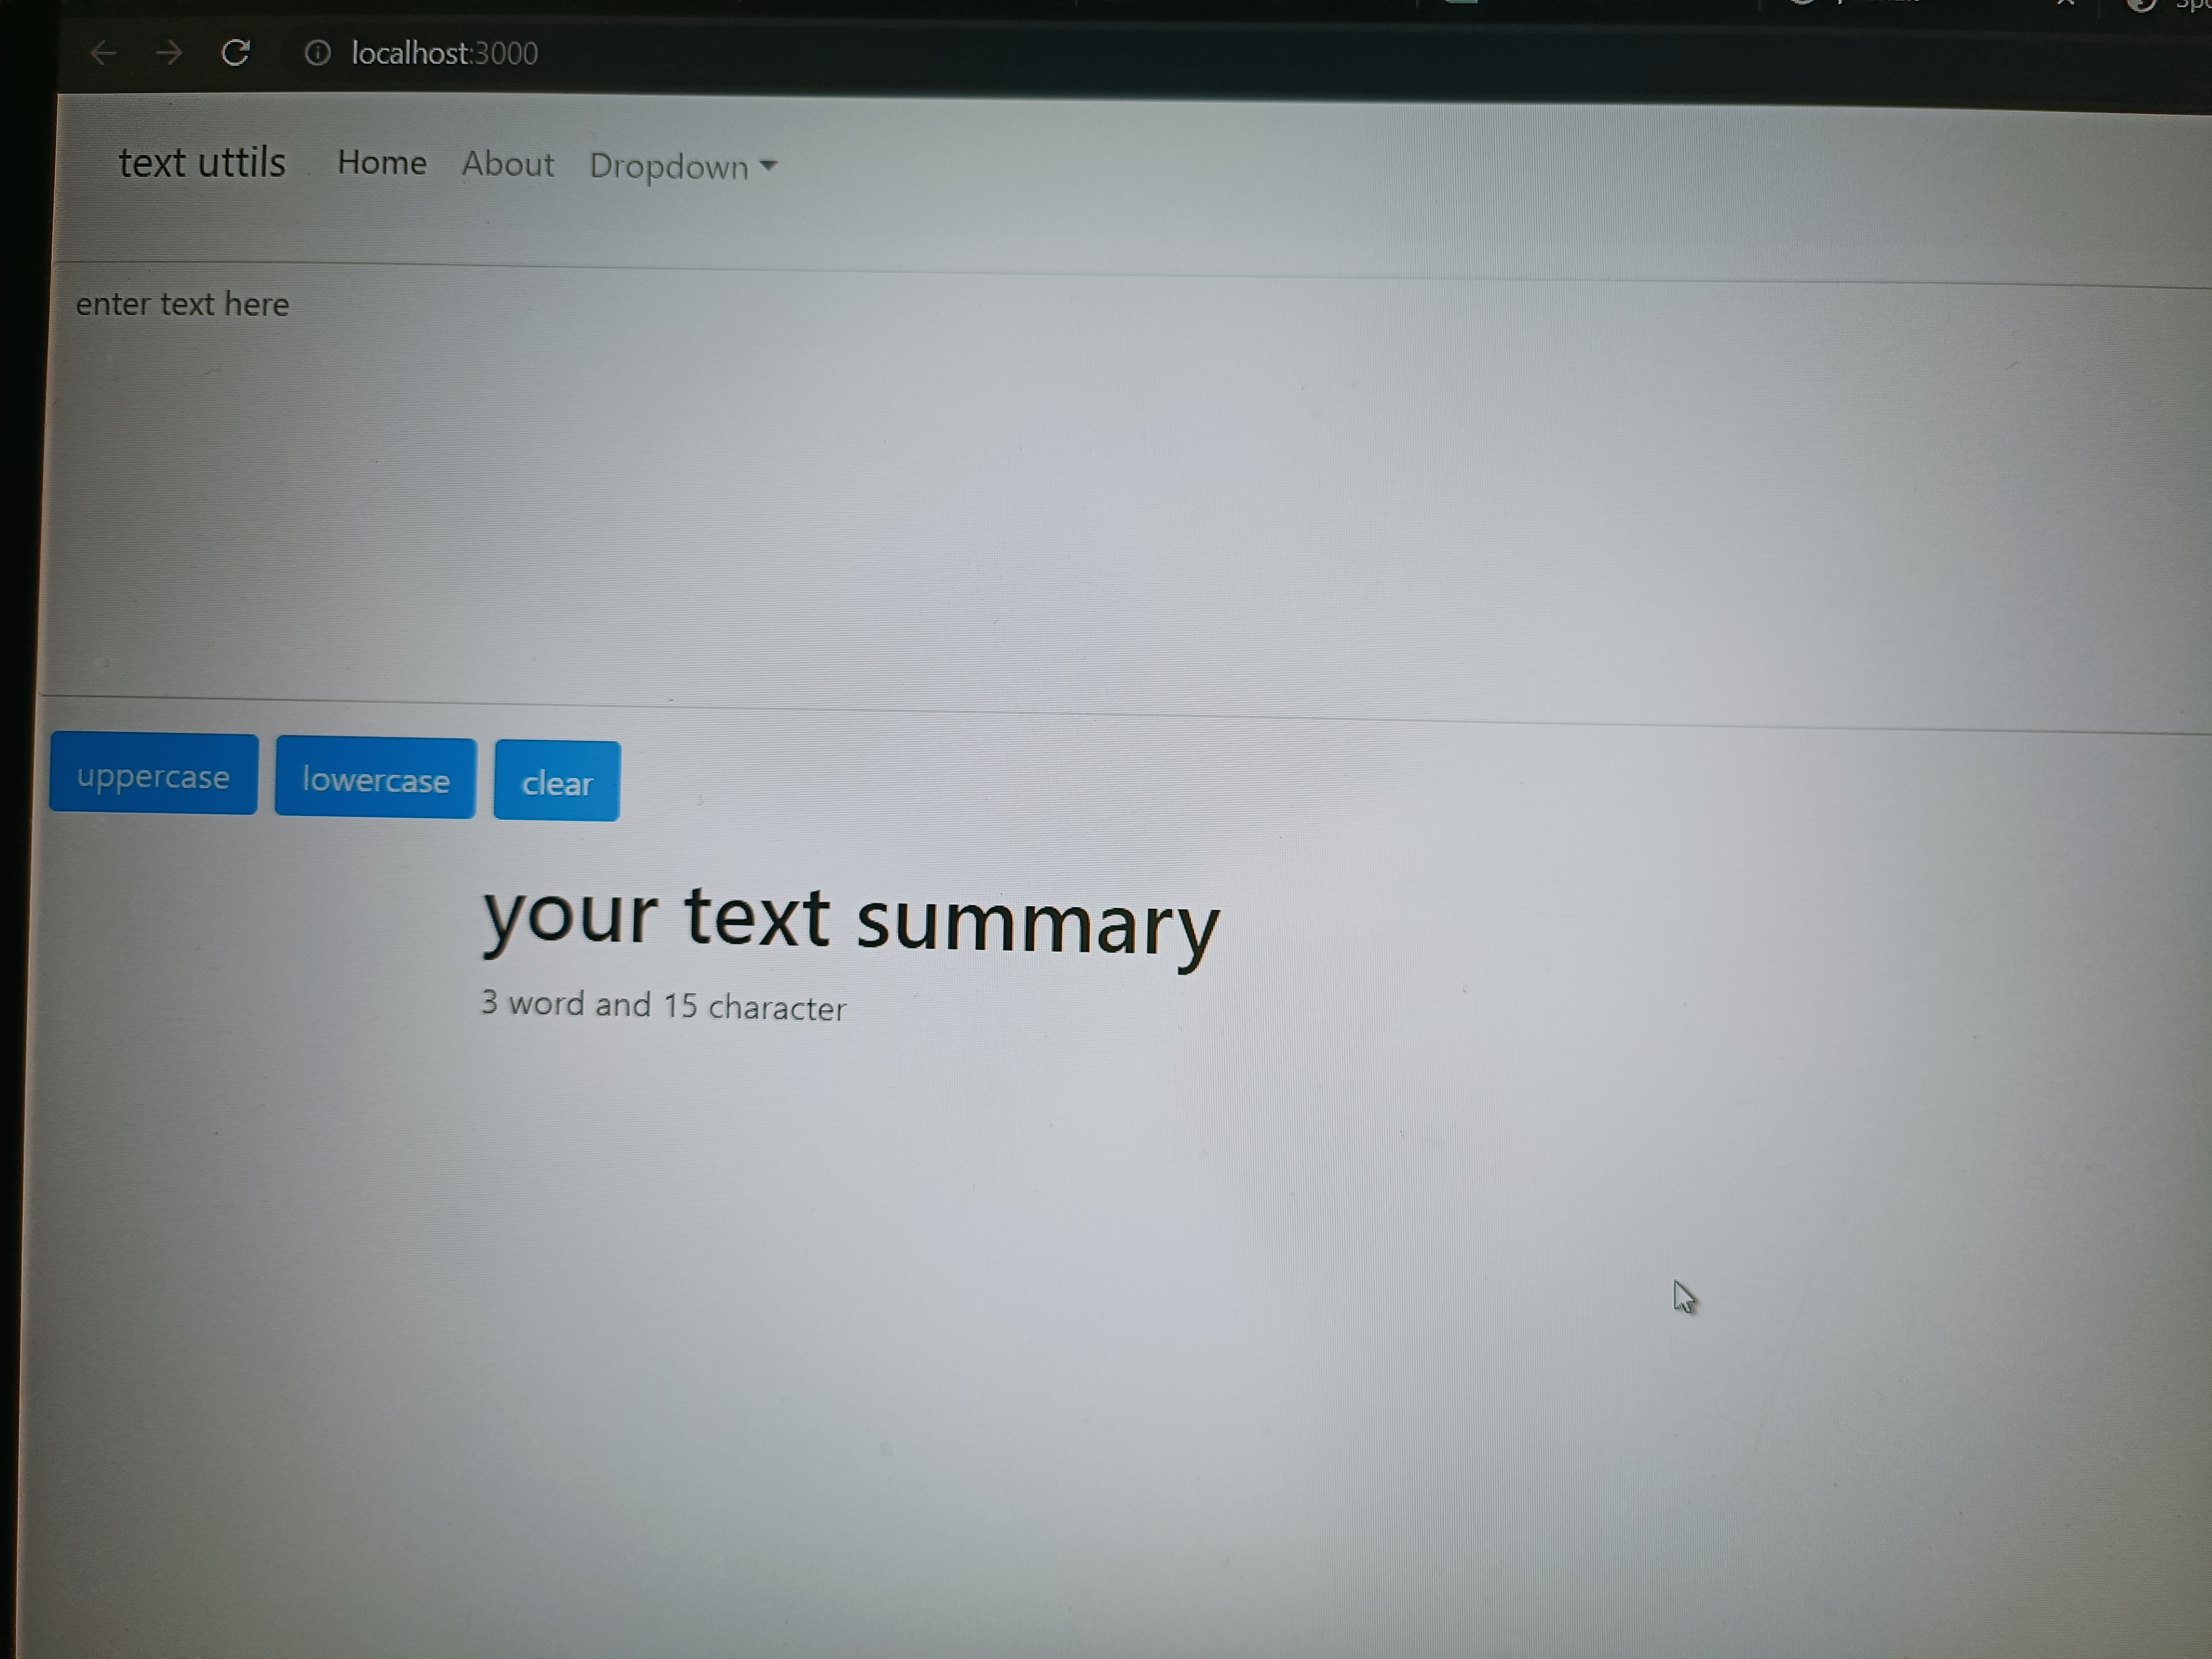 localhost:3000
text uttils Home About Dropdown
enter text here
uppercase lowercase clear
your text summary
3 word and 15 character